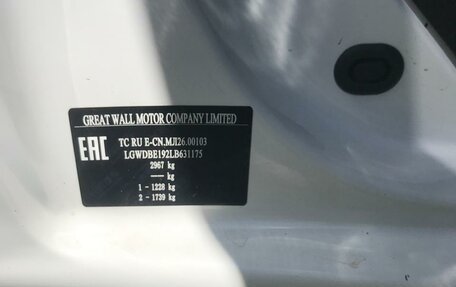 GREAT WALL MOTOR COMPANY LIMITED
EAC
TC RU E-CN.МЛ26.00103
LGWDBE192LB631175
2967 kg
—— kg
1 - 1228 kg
2 - 1739 kg